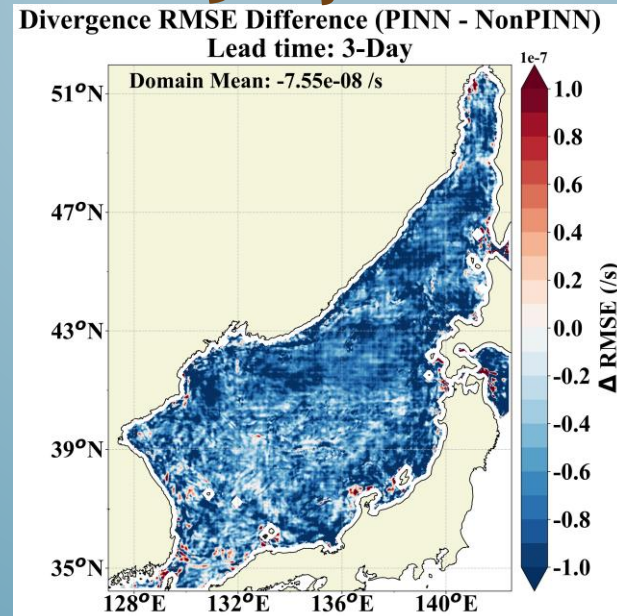 Divergence RMSE Difference (PINN - NonPINN)
Lead time: 3-Day
1e-7
Domain Mean: -7.55e-08 /s
51°N
47°N
43°N
39°N
35°N
128°E 132°E 136°E 140°E
1.0
0.8
0.6
0.4
0.2
0.0
-0.2
-0.4
-0.6
-0.8
-1.0
Δ RMSE (/s)